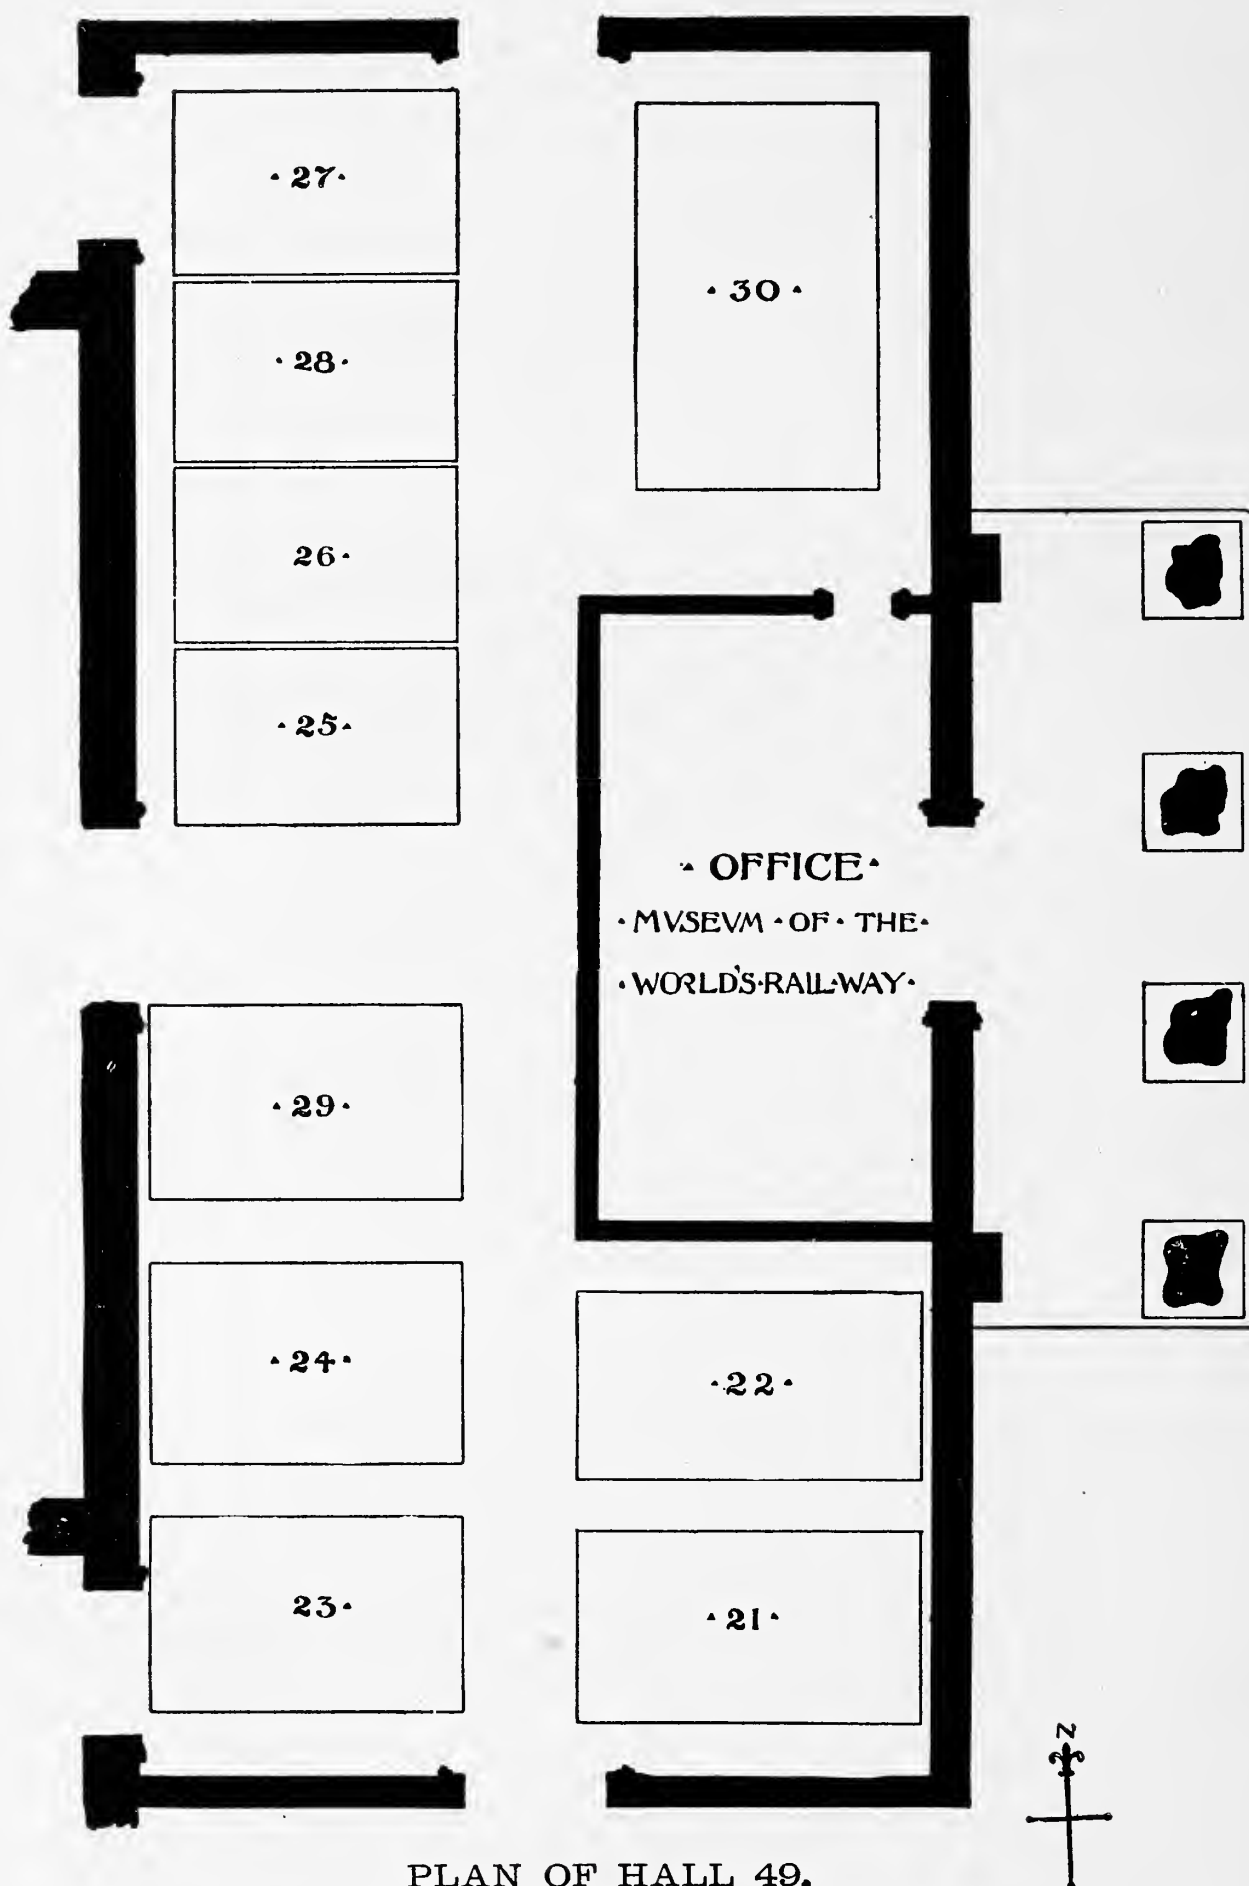 · 27 ·
· 30 ·
· 28 ·
26 ·
· 25 ·
· OFFICE ·
· MVSEVM · OF · THE ·
· WORLD'S · RAIL · WAY ·
· 29 ·
· 24 ·
· 22 ·
23 ·
· 21 ·
N
PLAN OF HALL 49.